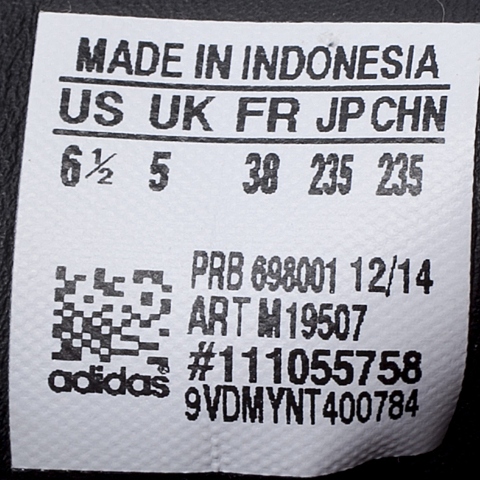 MADE IN INDONESIA
US UK FR JP CHN
6½ 5 38 235 235
PRB 698001 12/14
ART M19507
#111055758
9VDMYNT400784
adidas